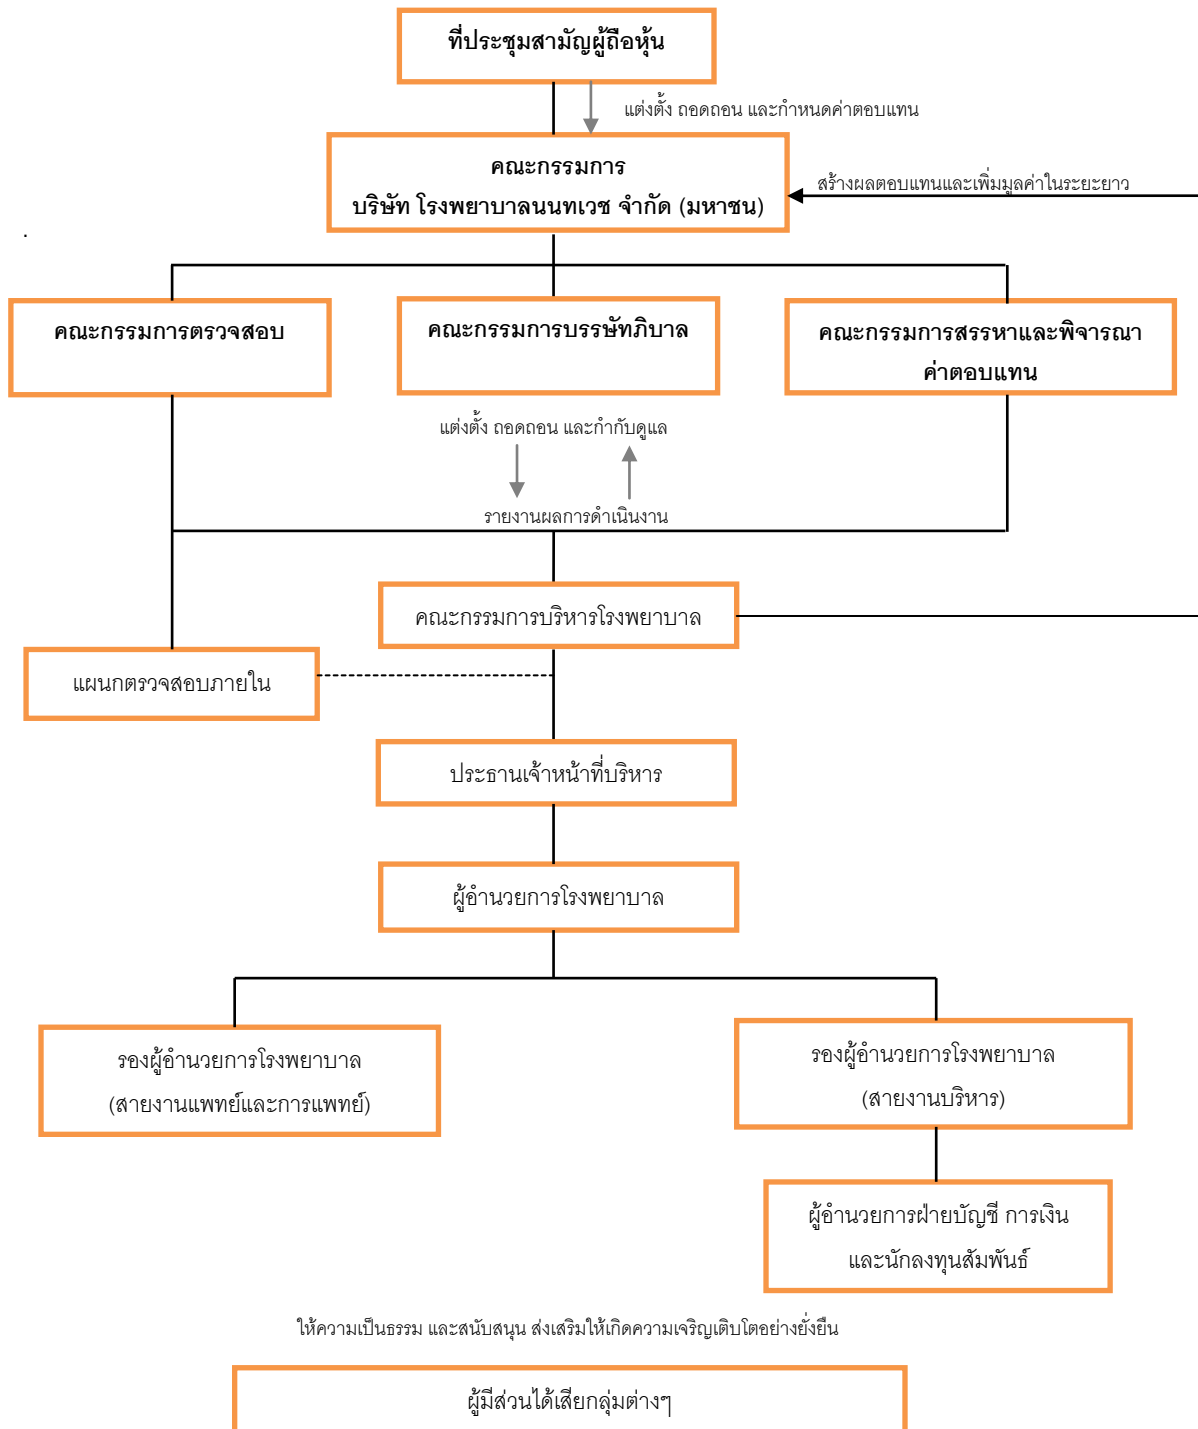 ที่ประชุมสามัญผู้ถือหุ้น
แต่งตั้ง ถอดถอน และกำหนดค่าตอบแทน
คณะกรรมการ
บริษัท โรงพยาบาลนนทเวช จำกัด (มหาชน)
สร้างผลตอบแทนและเพิ่มมูลค่าในระยะยาว
.
คณะกรรมการตรวจสอบ
คณะกรรมการบรรษัทภิบาล
คณะกรรมการสรรหาและพิจารณา
ค่าตอบแทน
แต่งตั้ง ถอดถอน และกำกับดูแล
รายงานผลการดำเนินงาน
คณะกรรมการบริหารโรงพยาบาล
แผนกตรวจสอบภายใน
ประธานเจ้าหน้าที่บริหาร
ผู้อำนวยการโรงพยาบาล
รองผู้อำนวยการโรงพยาบาล
(สายงานแพทย์และการแพทย์)
รองผู้อำนวยการโรงพยาบาล
(สายงานบริหาร)
ผู้อำนวยการฝ่ายบัญชี การเงิน
และนักลงทุนสัมพันธ์
ให้ความเป็นธรรม และสนับสนุน ส่งเสริมให้เกิดความเจริญเติบโตอย่างยั่งยืน
ผู้มีส่วนได้เสียกลุ่มต่างๆ